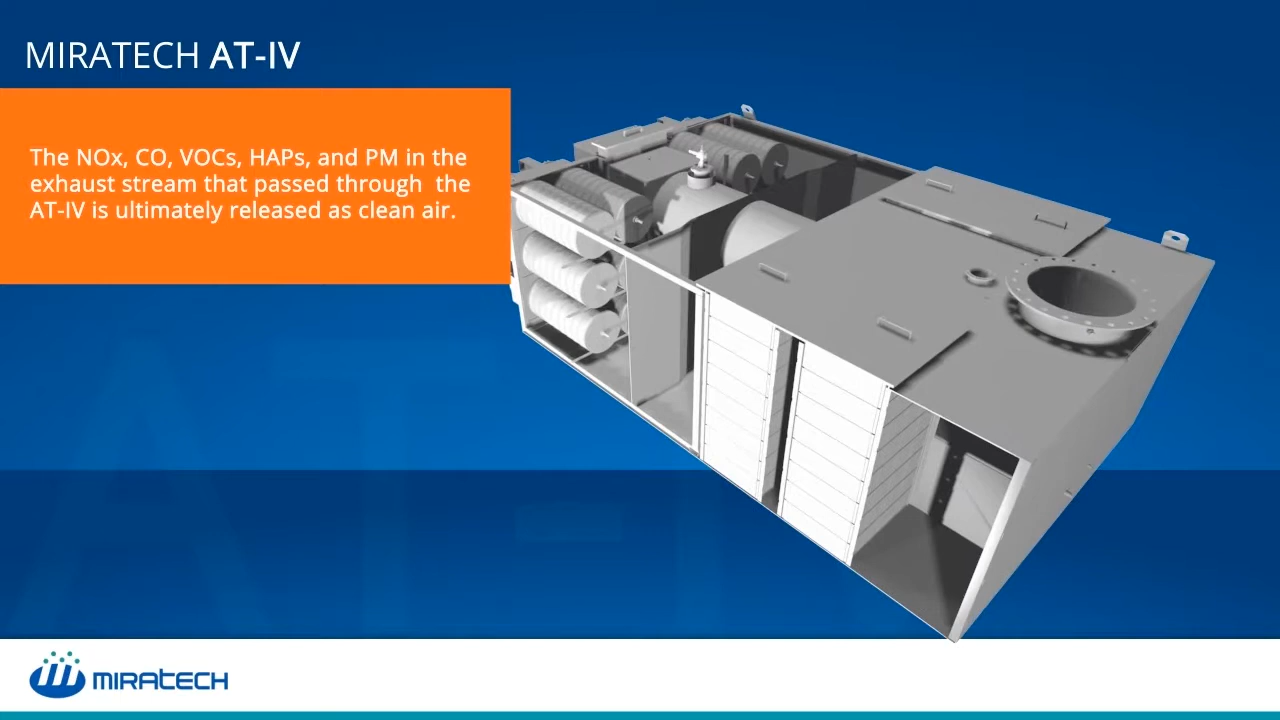 MIRATECH AT-IV
The NOx, CO, VOCs, HAPs, and PM in the
exhaust stream that passed through  the
AT-IV is ultimately released as clean air.
AT-I
MIRATECH